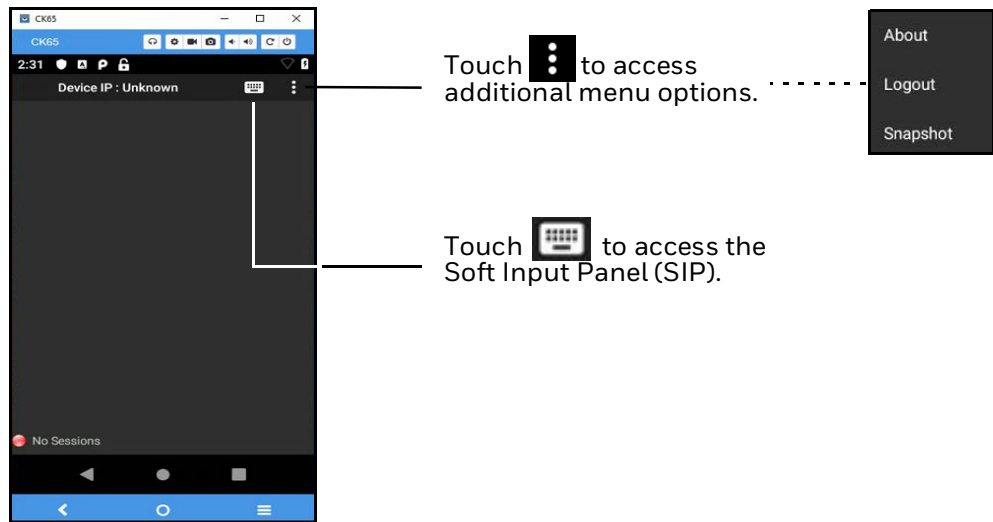 CK65
CK65
2:31
Device IP : Unknown
No Sessions
Touch to access
additional menu options.
Touch to access the
Soft Input Panel (SIP).
About
Logout
Snapshot